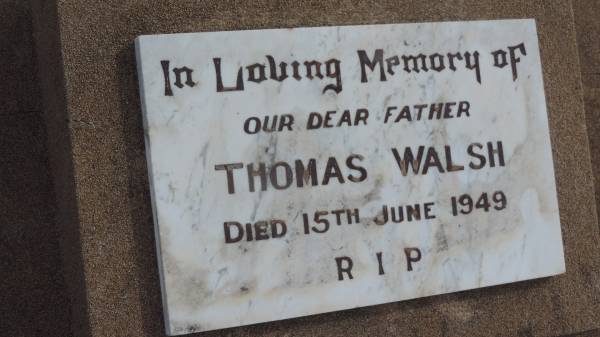 In Loving Memory of
OUR DEAR FATHER
THOMAS WALSH
DIED 15TH JUNE 1949
R I P